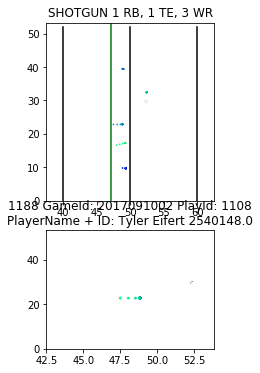 SHOTGUN 1 RB, 1 TE, 3 WR
50
40
30
20
10
0
40 45 50 55 60
1188 GameId: 2017091002 PlayId: 1108
PlayerName + ID: Tyler Eifert 2540148.0
40
20
0
42.5 45.0 47.5 50.0 52.5